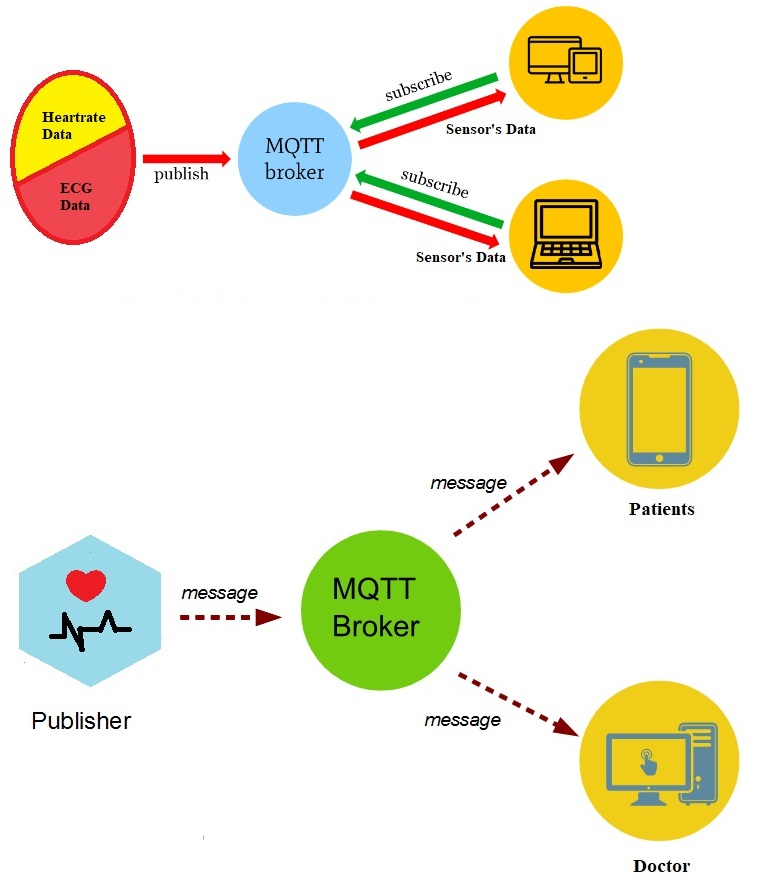 subscribe
Sensor's Data
Heartrate
Data
ECG
Data
publish
MQTT
broker
subscribe
Sensor's Data
message
Patients
message
MQTT
Broker
Publisher
message
Doctor